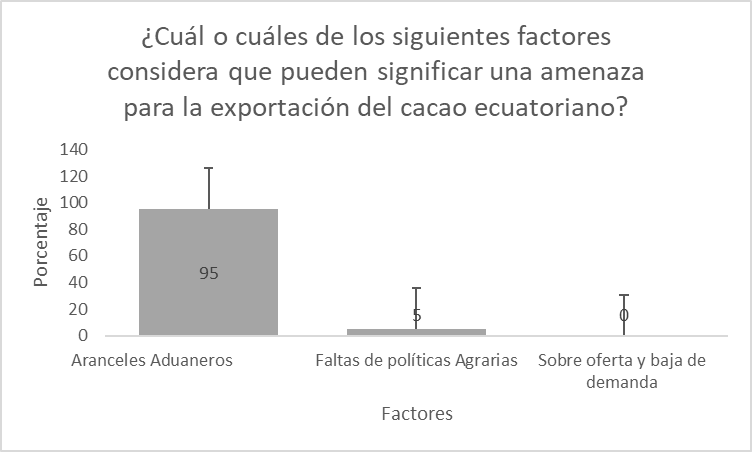 ¿Cuál o cuáles de los siguientes factores
considera que pueden significar una amenaza
para la exportación del cacao ecuatoriano?
140
120
100
80
60
40
20
0
Porcentaje
95
5
0
Aranceles Aduaneros
Faltas de políticas Agrarias
Sobre oferta y baja de
demanda
Factores